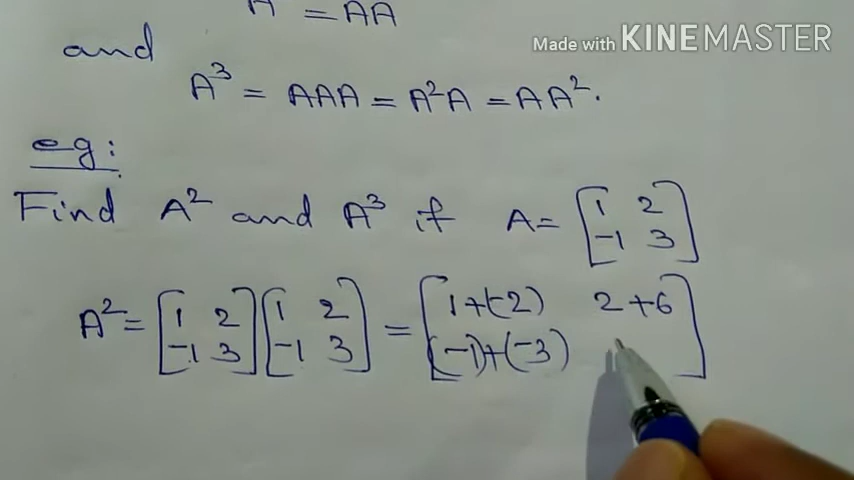 A = AA
Made with KINEMASTER
and
A³ = AAA = A²A = AA².
eg:
Find A² and A³ if A = [1 2; -1 3]
A² = [1 2; -1 3] [1 2; -1 3] = [1+(-2) 2+6; (-1)+(-3)]